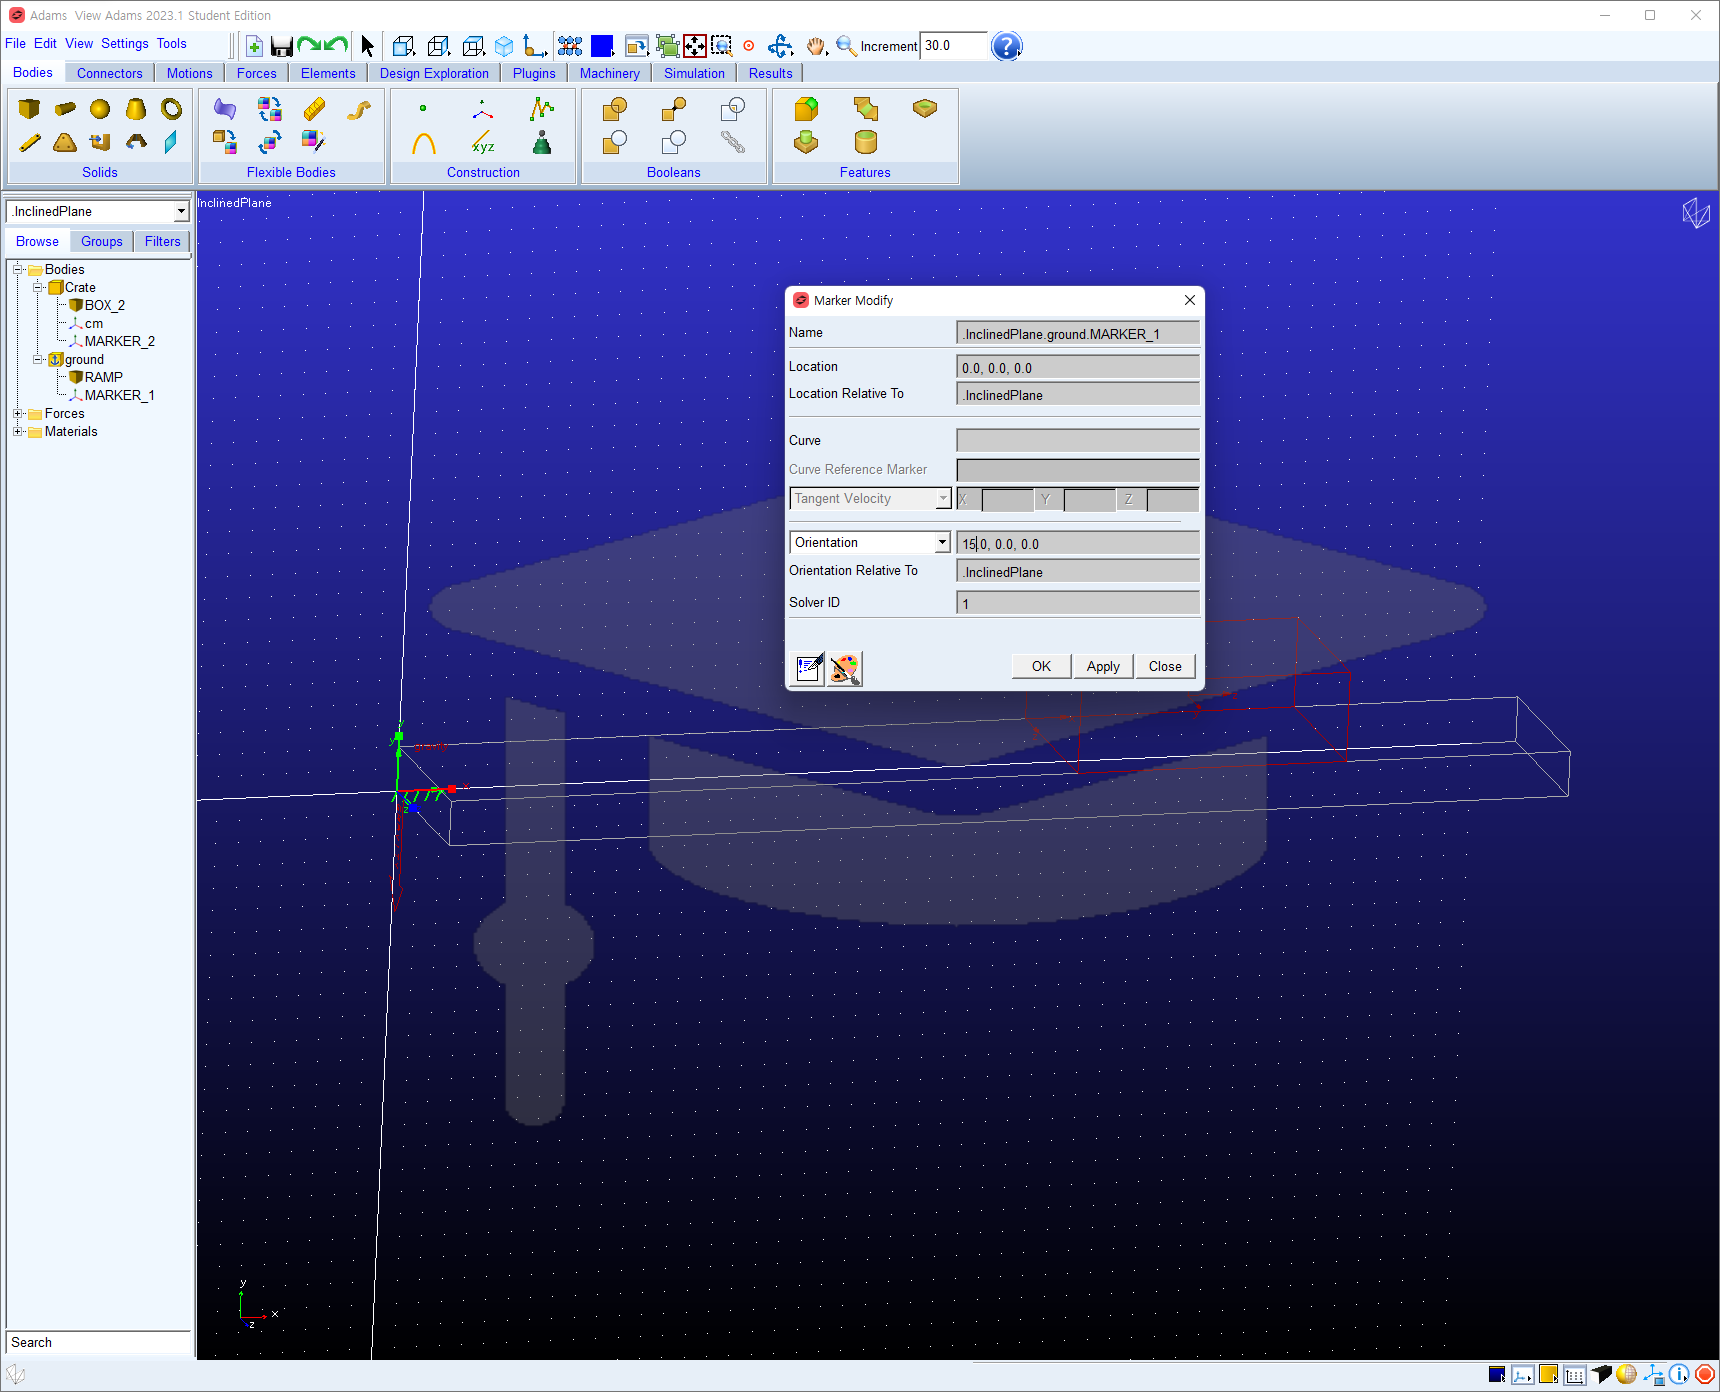 Adams View Adams 2023.1 Student Edition
File Edit View Settings Tools
Increment 30.0
Bodies Connectors Motions Forces Elements Design Exploration Plugins Machinery Simulation Results
xyz
Solids Flexible Bodies Construction Booleans Features
.InclinedPlane
InclinedPlane
Browse Groups Filters
Bodies
Crate
BOX_2
cm
MARKER_2
ground
RAMP
MARKER_1
Forces
Materials
Marker Modify
Name .InclinedPlane.ground.MARKER_1
Location 0.0, 0.0, 0.0
Location Relative To .InclinedPlane
Curve
Curve Reference Marker
Tangent Velocity X Y Z
Orientation 15.0, 0.0, 0.0
Orientation Relative To .InclinedPlane
Solver ID 1
OK Apply Close
y
x
z
Search